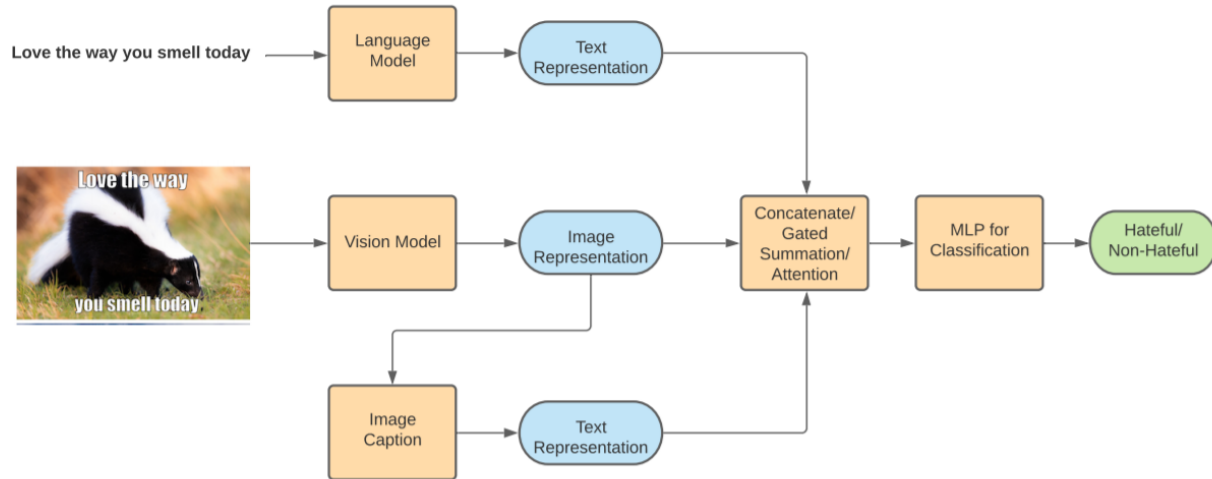 Love the way you smell today
Language
Model
Text
Representation
Love the way
you smell today
Vision Model
Image
Representation
Concatenate/
Gated
Summation/
Attention
MLP for
Classification
Hateful/
Non-Hateful
Image
Caption
Text
Representation